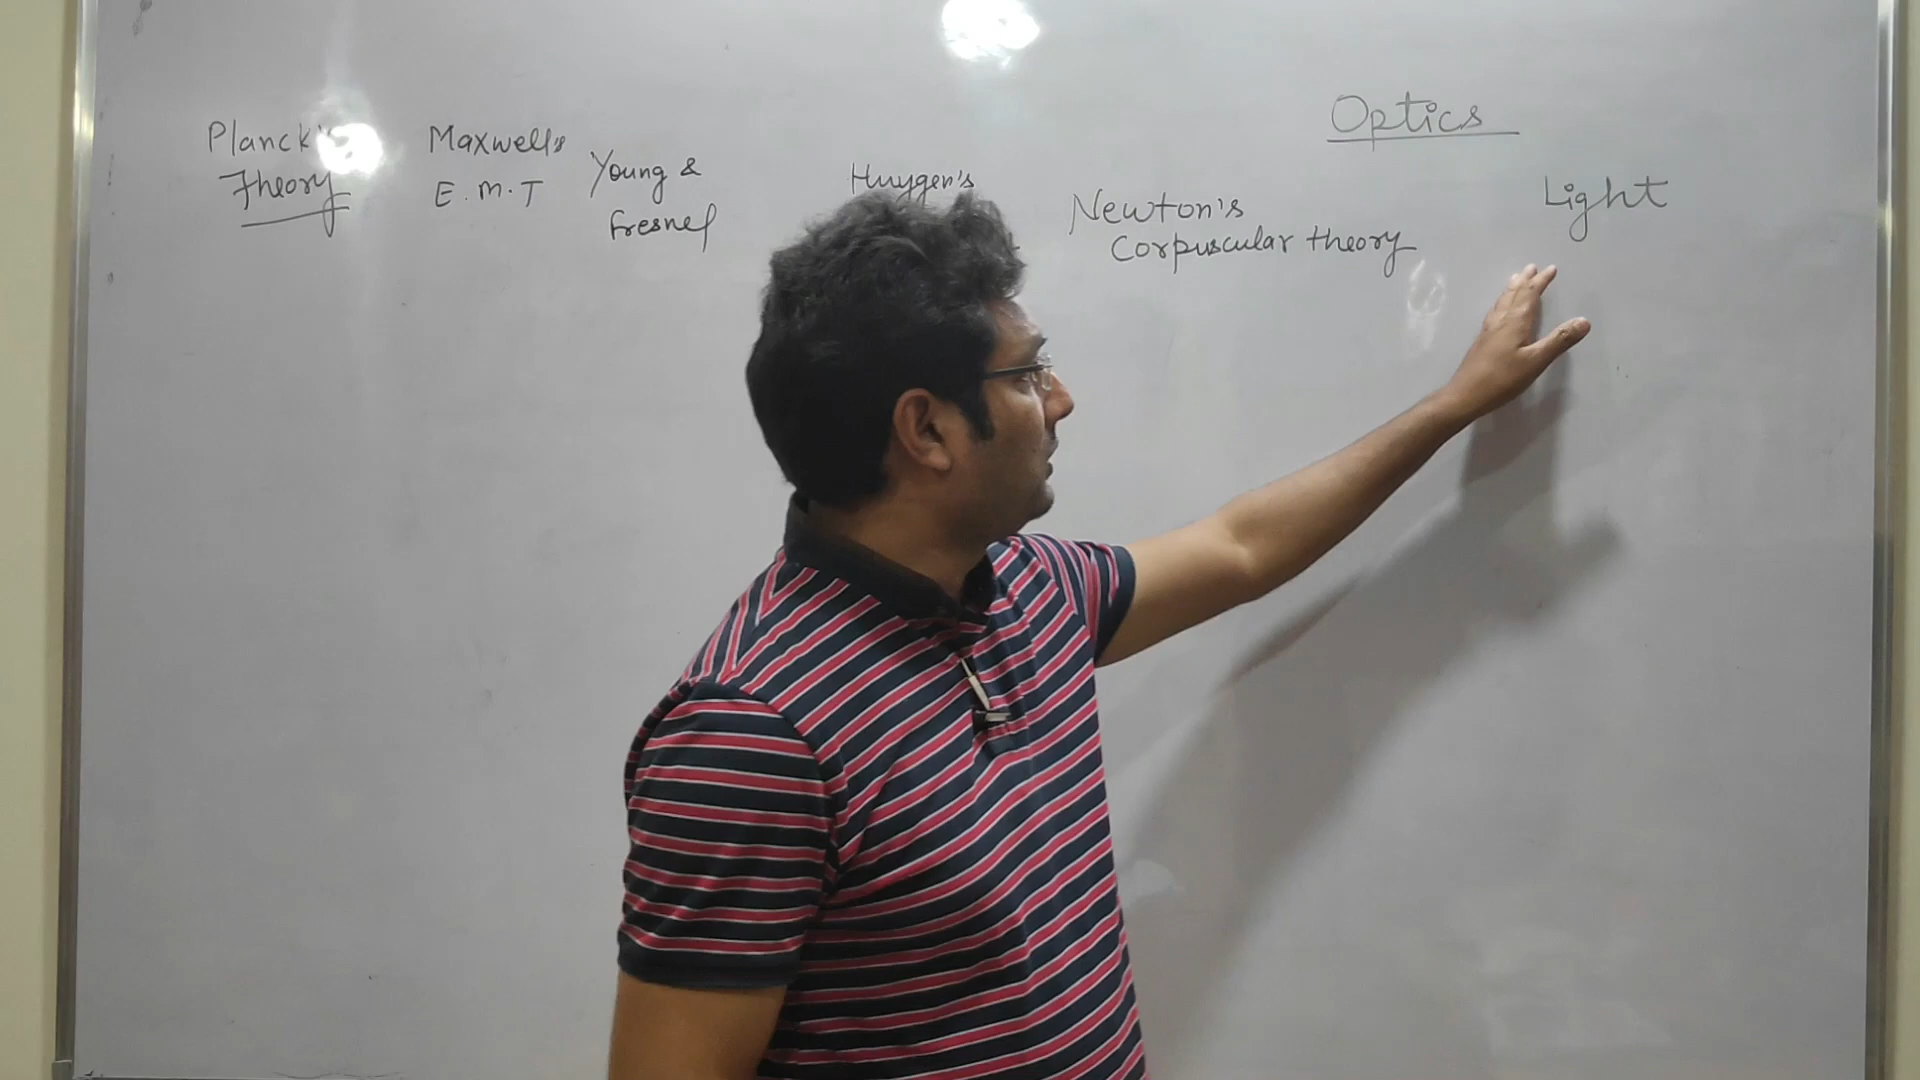 Optics
Planck's
Theory
Maxwell's
E.M.T
Young &
Fresnel
Huygen's
Newton's
Corpuscular theory
Light